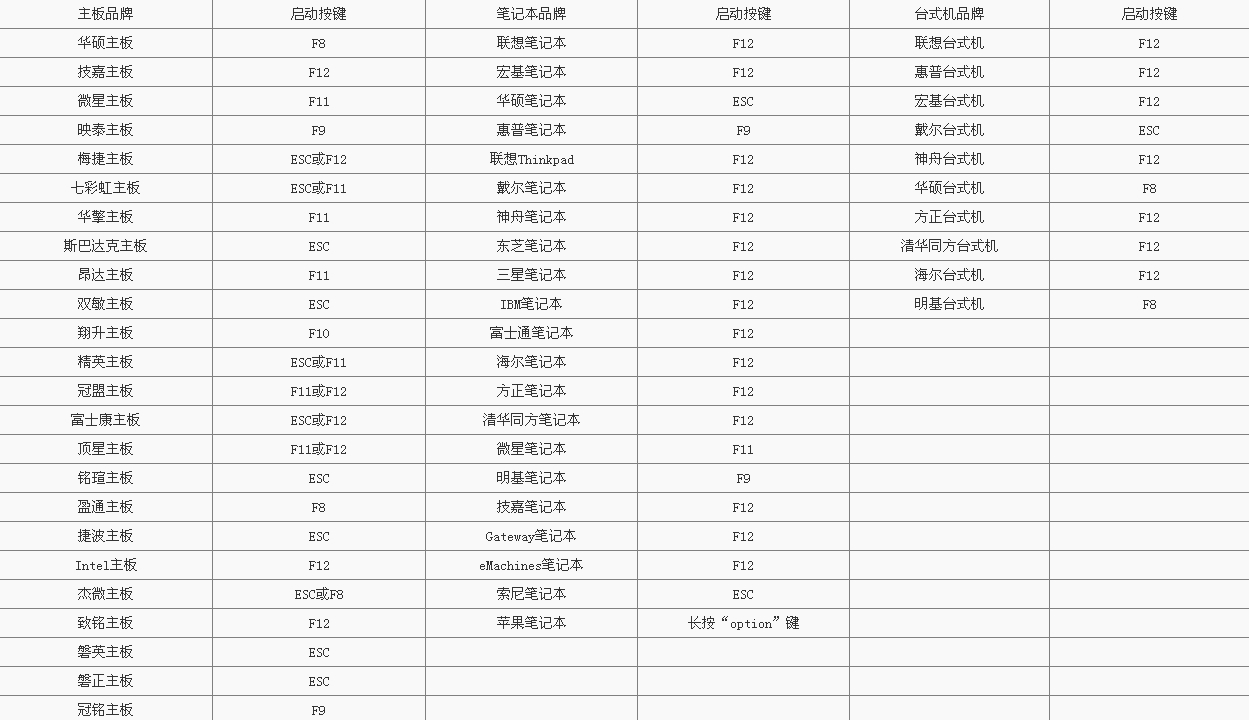 主板品牌 启动按键 笔记本品牌 启动按键 台式机品牌 启动按键
华硕主板 F8 联想笔记本 F12 联想台式机 F12
技嘉主板 F12 宏基笔记本 F12 惠普台式机 F12
微星主板 F11 华硕笔记本 ESC 宏基台式机 F12
映泰主板 F9 惠普笔记本 F9 戴尔台式机 ESC
梅捷主板 ESC或F12 联想Thinkpad F12 神舟台式机 F12
七彩虹主板 ESC或F11 戴尔笔记本 F12 华硕台式机 F8
华擎主板 F11 神舟笔记本 F12 方正台式机 F12
斯巴达克主板 ESC 东芝笔记本 F12 清华同方台式机 F12
昂达主板 F11 三星笔记本 F12 海尔台式机 F12
双敏主板 ESC IBM笔记本 F12 明基台式机 F8
翔升主板 F10 富士通笔记本 F12
精英主板 ESC或F11 海尔笔记本 F12
冠盟主板 F11或F12 方正笔记本 F12
富士康主板 ESC或F12 清华同方笔记本 F12
顶星主板 F11或F12 微星笔记本 F11
铭瑄主板 ESC 明基笔记本 F9
盈通主板 F8 技嘉笔记本 F12
捷波主板 ESC Gateway笔记本 F12
Intel主板 F12 eMachines笔记本 F12
杰微主板 ESC或F8 索尼笔记本 ESC
致铭主板 F12 苹果笔记本 长按“option”键
磐英主板 ESC
磐正主板 ESC
冠铭主板 F9